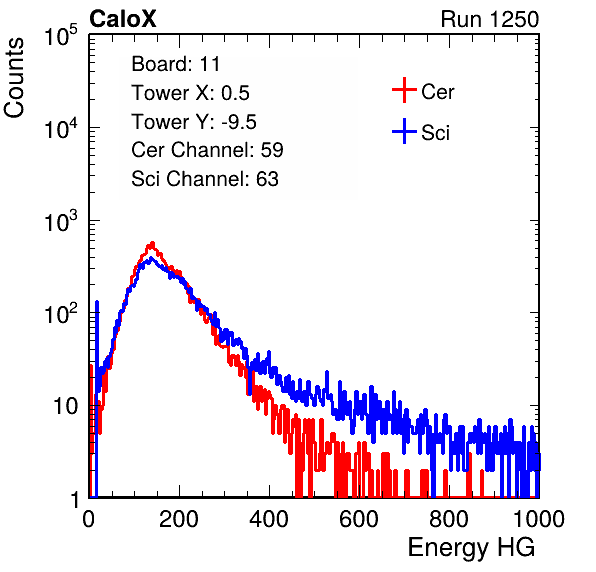 CaloX Run 1250
Counts
Board: 11
Tower X: 0.5
Tower Y: -9.5
Cer Channel: 59
Sci Channel: 63
Cer
Sci
10^5
10^4
10^3
10^2
10
1
0 200 400 600 800 1000
Energy HG